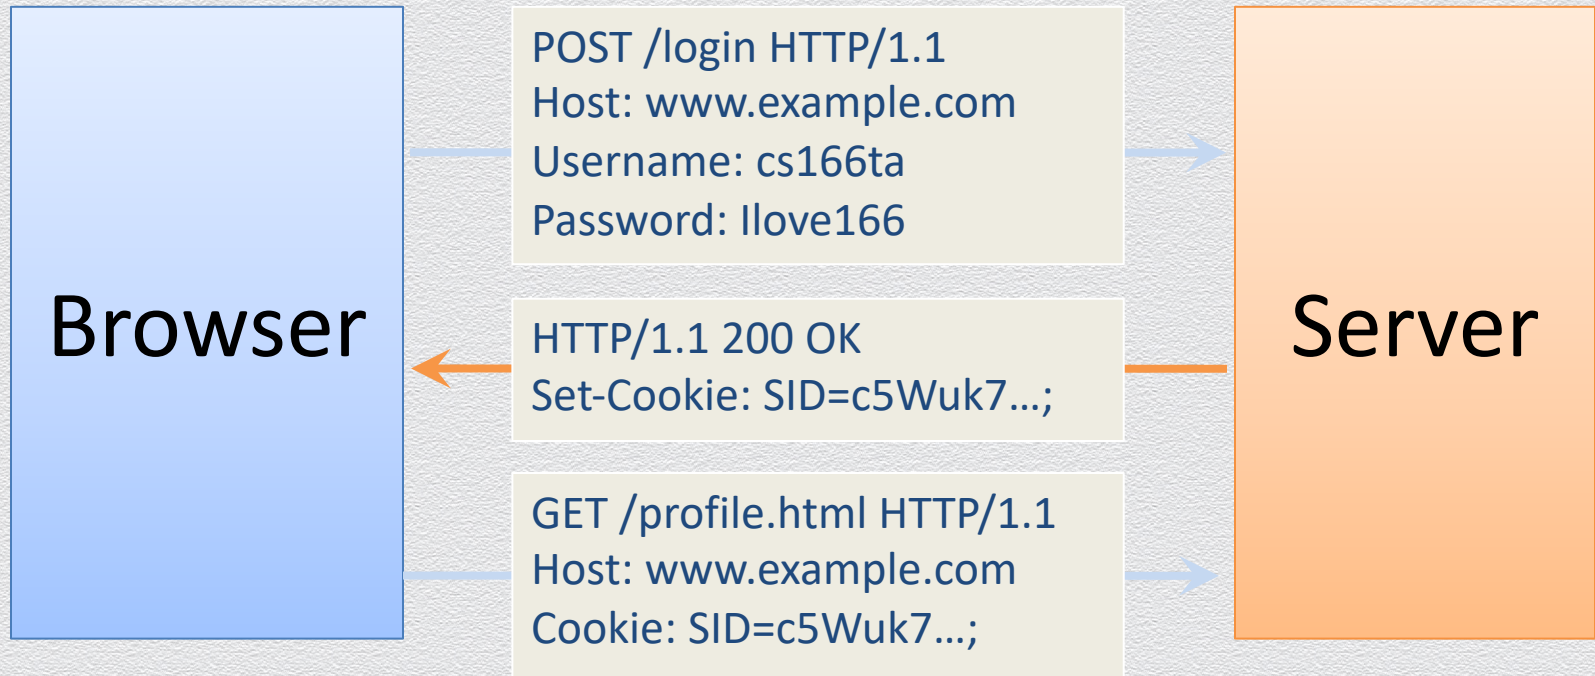 Browser
POST /login HTTP/1.1
Host: www.example.com
Username: cs166ta
Password: Ilove166
HTTP/1.1 200 OK
Set-Cookie: SID=c5Wuk7…;
GET /profile.html HTTP/1.1
Host: www.example.com
Cookie: SID=c5Wuk7…;
Server